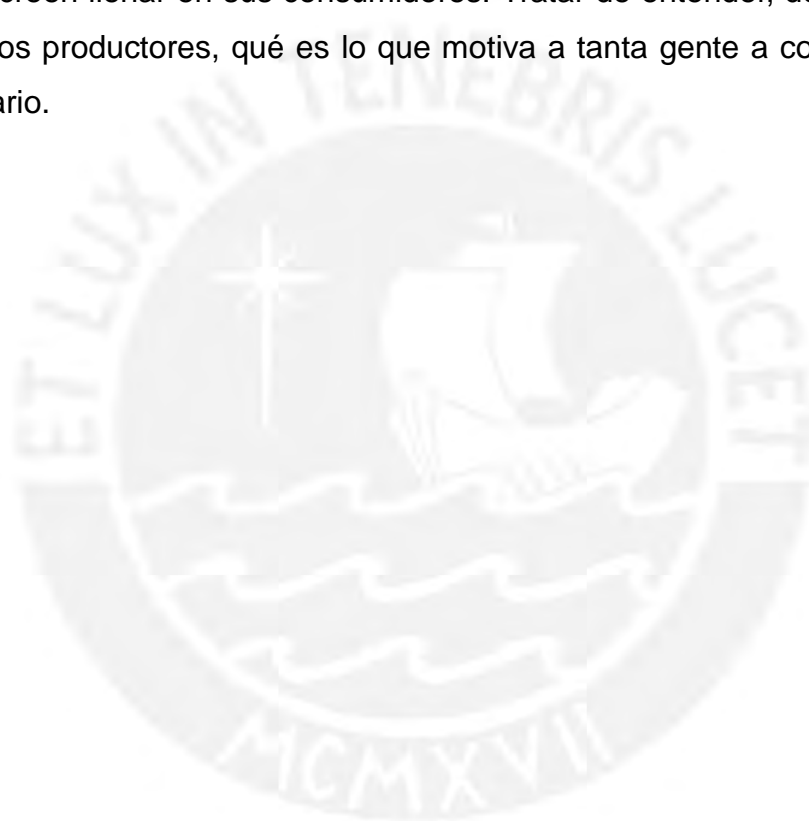 en sus consumidores. Tratar de entender,
os productores, qué es lo que motiva a tanta gente a co
ario.
ET LUX IN TENEBRIS LUCET
MCMXVII